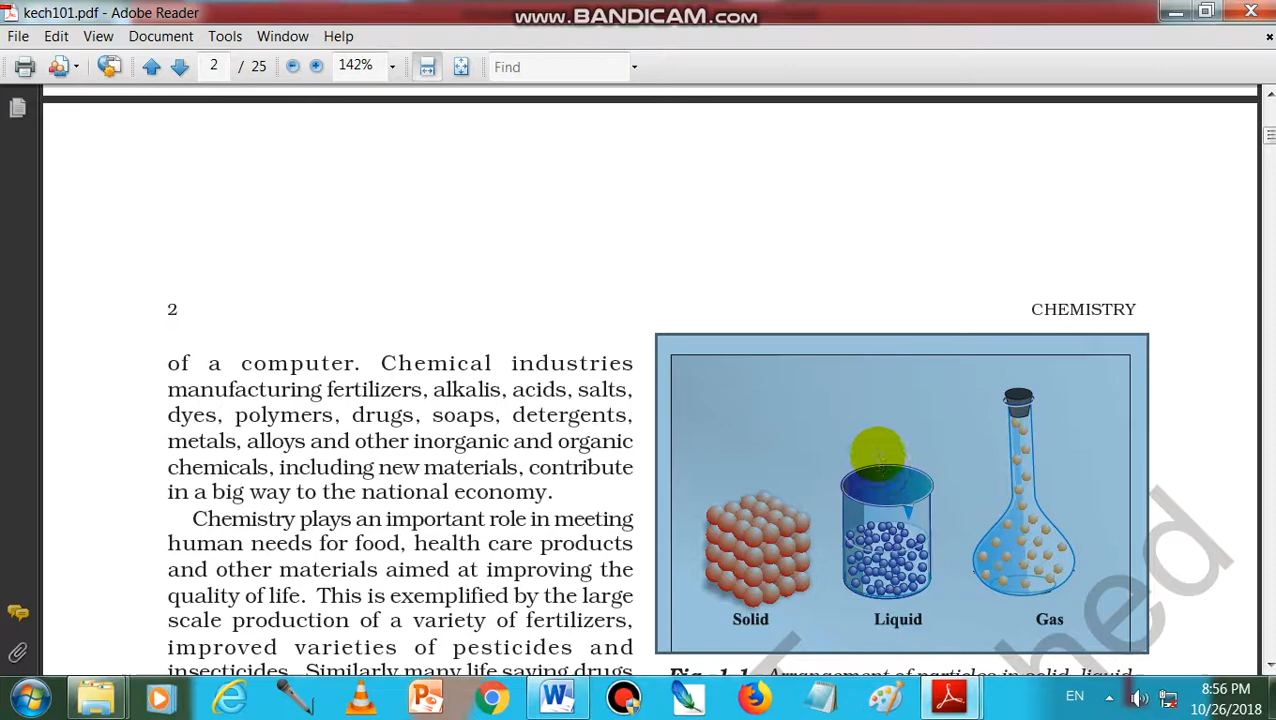 kech101.pdf - Adobe Reader
www.BANDICAM.com
File Edit View Document Tools Window Help
2 / 25 142% Find
2
CHEMISTRY
of a computer. Chemical industries
manufacturing fertilizers, alkalis, acids, salts,
dyes, polymers, drugs, soaps, detergents,
metals, alloys and other inorganic and organic
chemicals, including new materials, contribute
in a big way to the national economy.
Chemistry plays an important role in meeting
human needs for food, health care products
and other materials aimed at improving the
quality of life. This is exemplified by the large
scale production of a variety of fertilizers,
improved varieties of pesticides and
insecticides. Similarly many life saving drugs
Solid Liquid Gas
Arrangement of particles in solid, liquid
EN
8:56 PM
10/26/2018